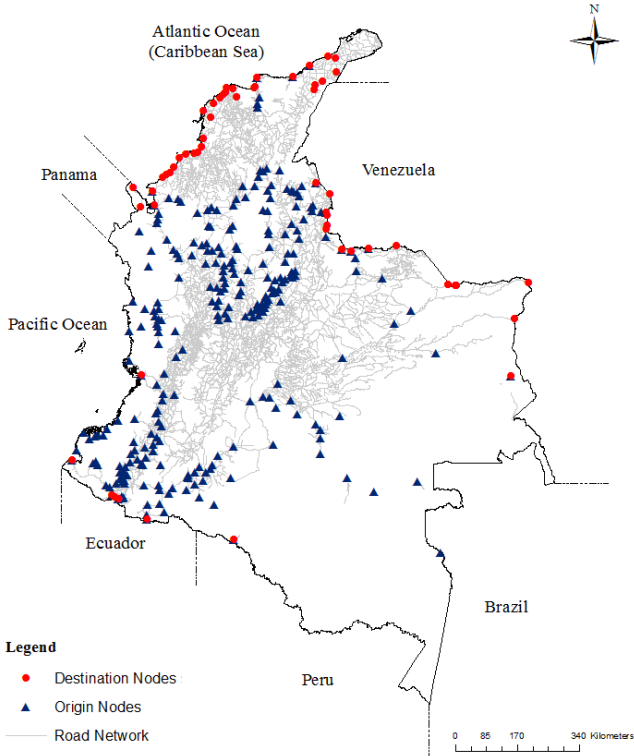 Atlantic Ocean
(Caribbean Sea)
N
Panama
Venezuela
Pacific Ocean
Ecuador
Brazil
Peru
Legend
Destination Nodes
Origin Nodes
Road Network
0 85 170 340 Kilometers